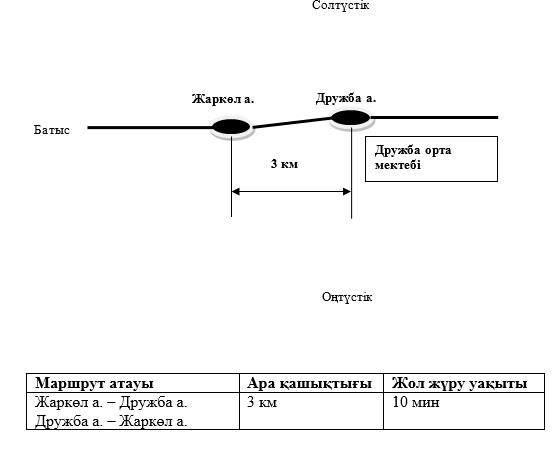 Солтүстік
Жаркөл а.
Дружба а.
Батыс
Дружба орта
мектебі
3 км
Оңтүстік
Маршрут атауы
Ара қашықтығы
Жол жүру уақыты
Жаркөл а. – Дружба а.
3 км
10 мин
Дружба а. – Жаркөл а.